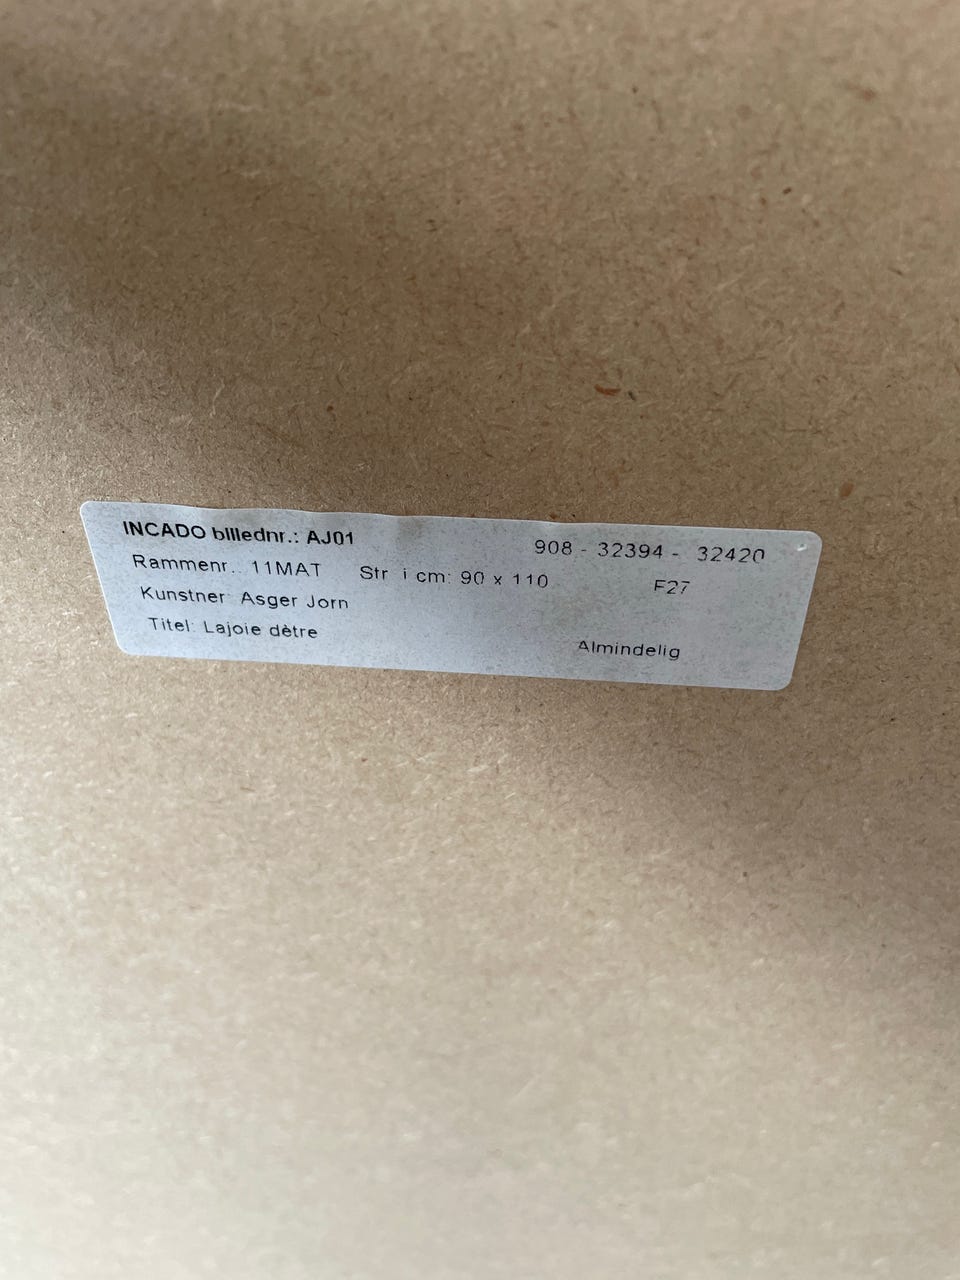 INCADO billednr.: AJ01 908 - 32394 - 32420
Rammenr.: 11MAT Str. i cm: 90 x 110 F27
Kunstner: Asger Jorn
Titel: Lajoie dètre Almindelig